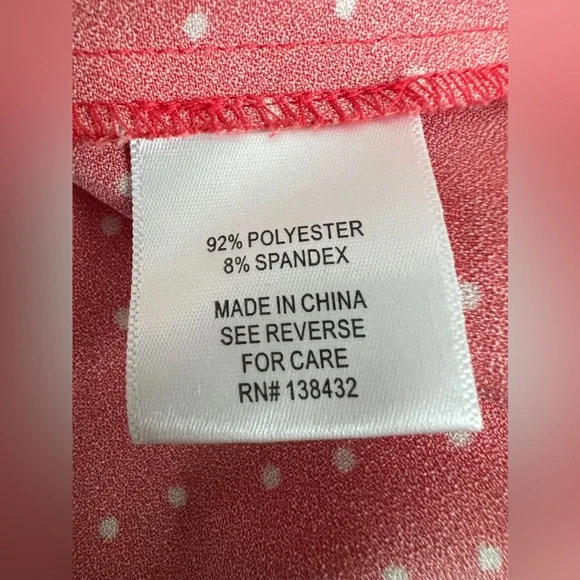 92% POLYESTER
8% SPANDEX
MADE IN CHINA
SEE REVERSE
FOR CARE
RN# 138432